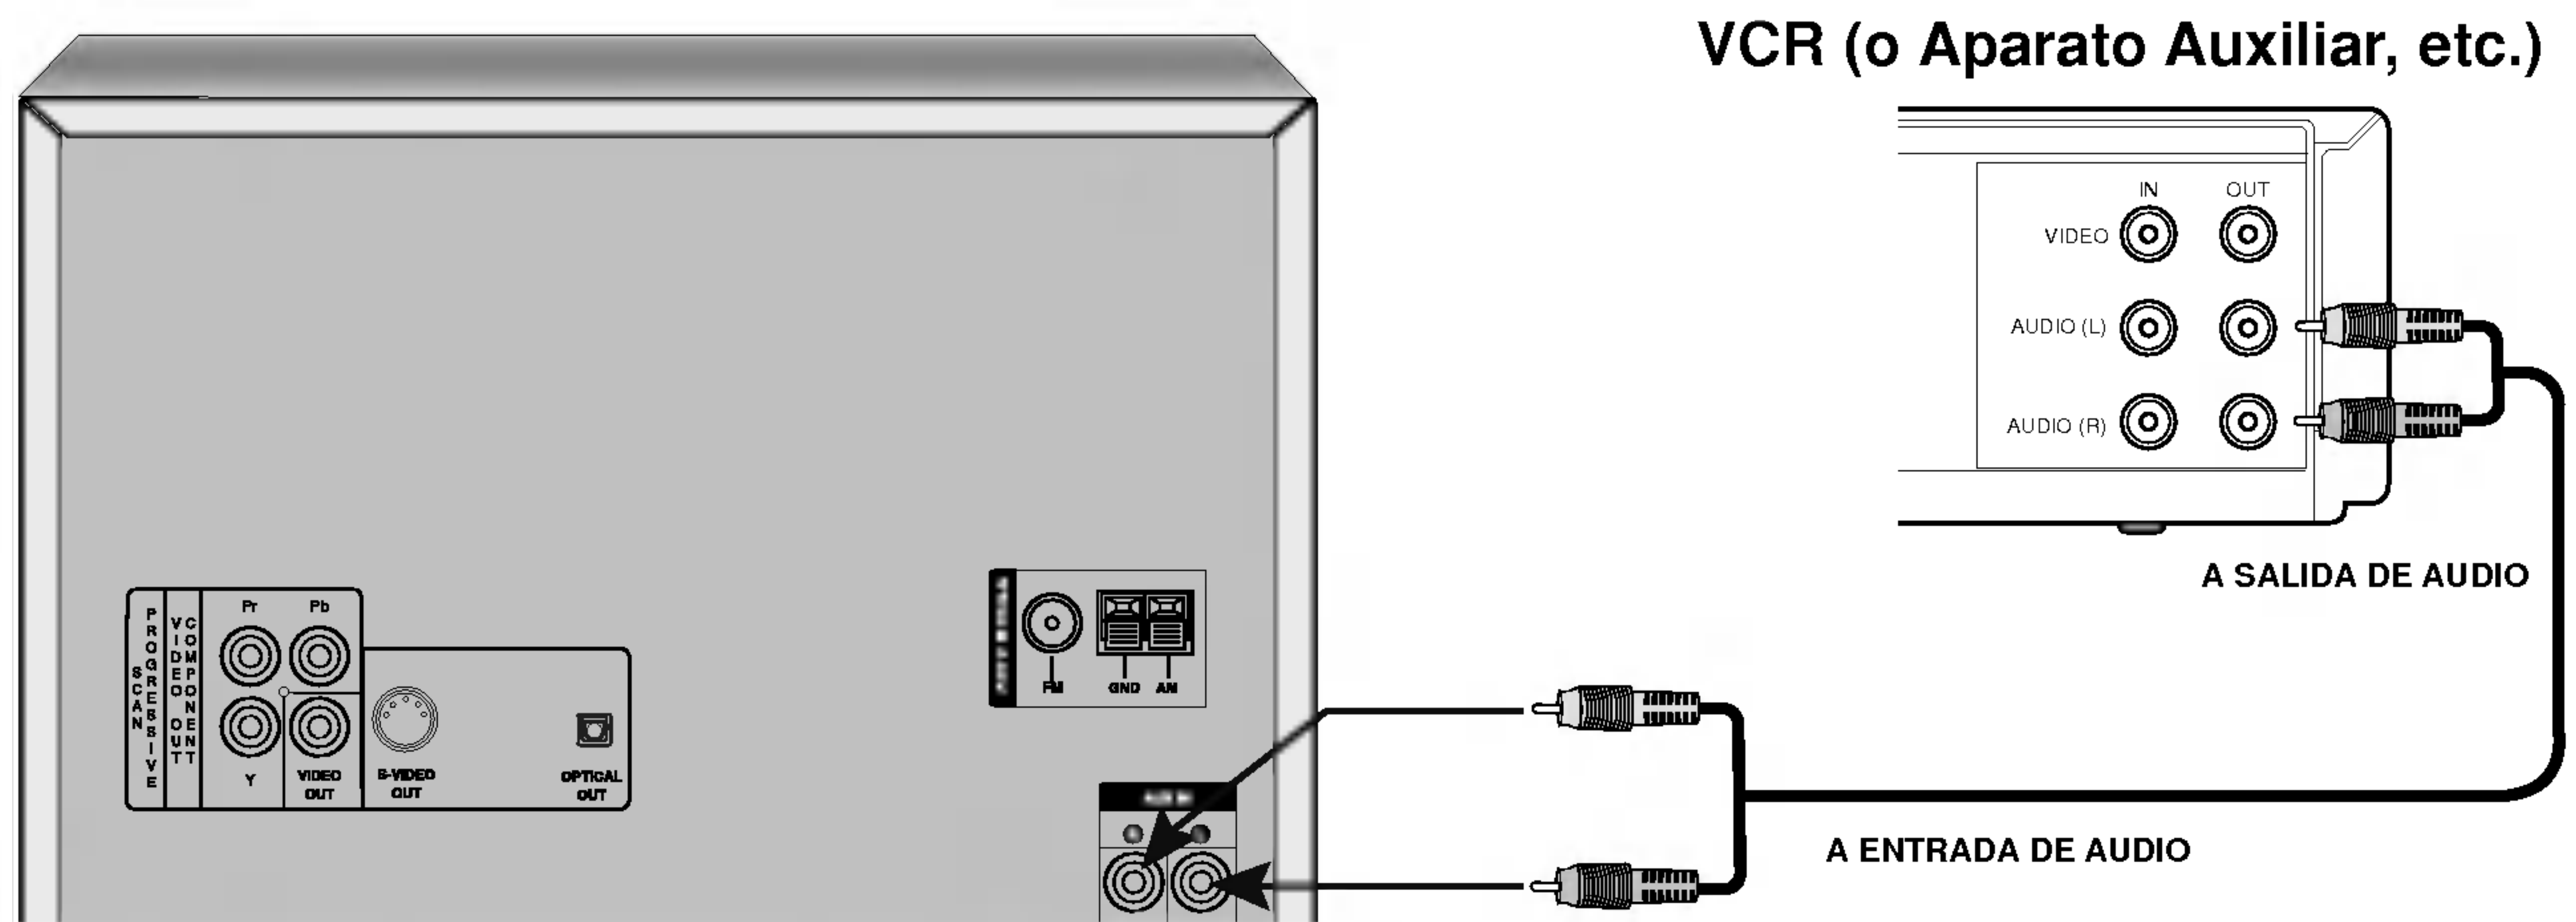 VCR (o Aparato Auxiliar, etc.)
IN OUT
VIDEO
AUDIO (L)
AUDIO (R)
A SALIDA DE AUDIO
PROGRESSIVE
SCAN
COMPONENT
VIDEO OUT
Pr Pb
Y
VIDEO
OUT
S-VIDEO
OUT
OPTICAL
OUT
FM GND AM
A ENTRADA DE AUDIO